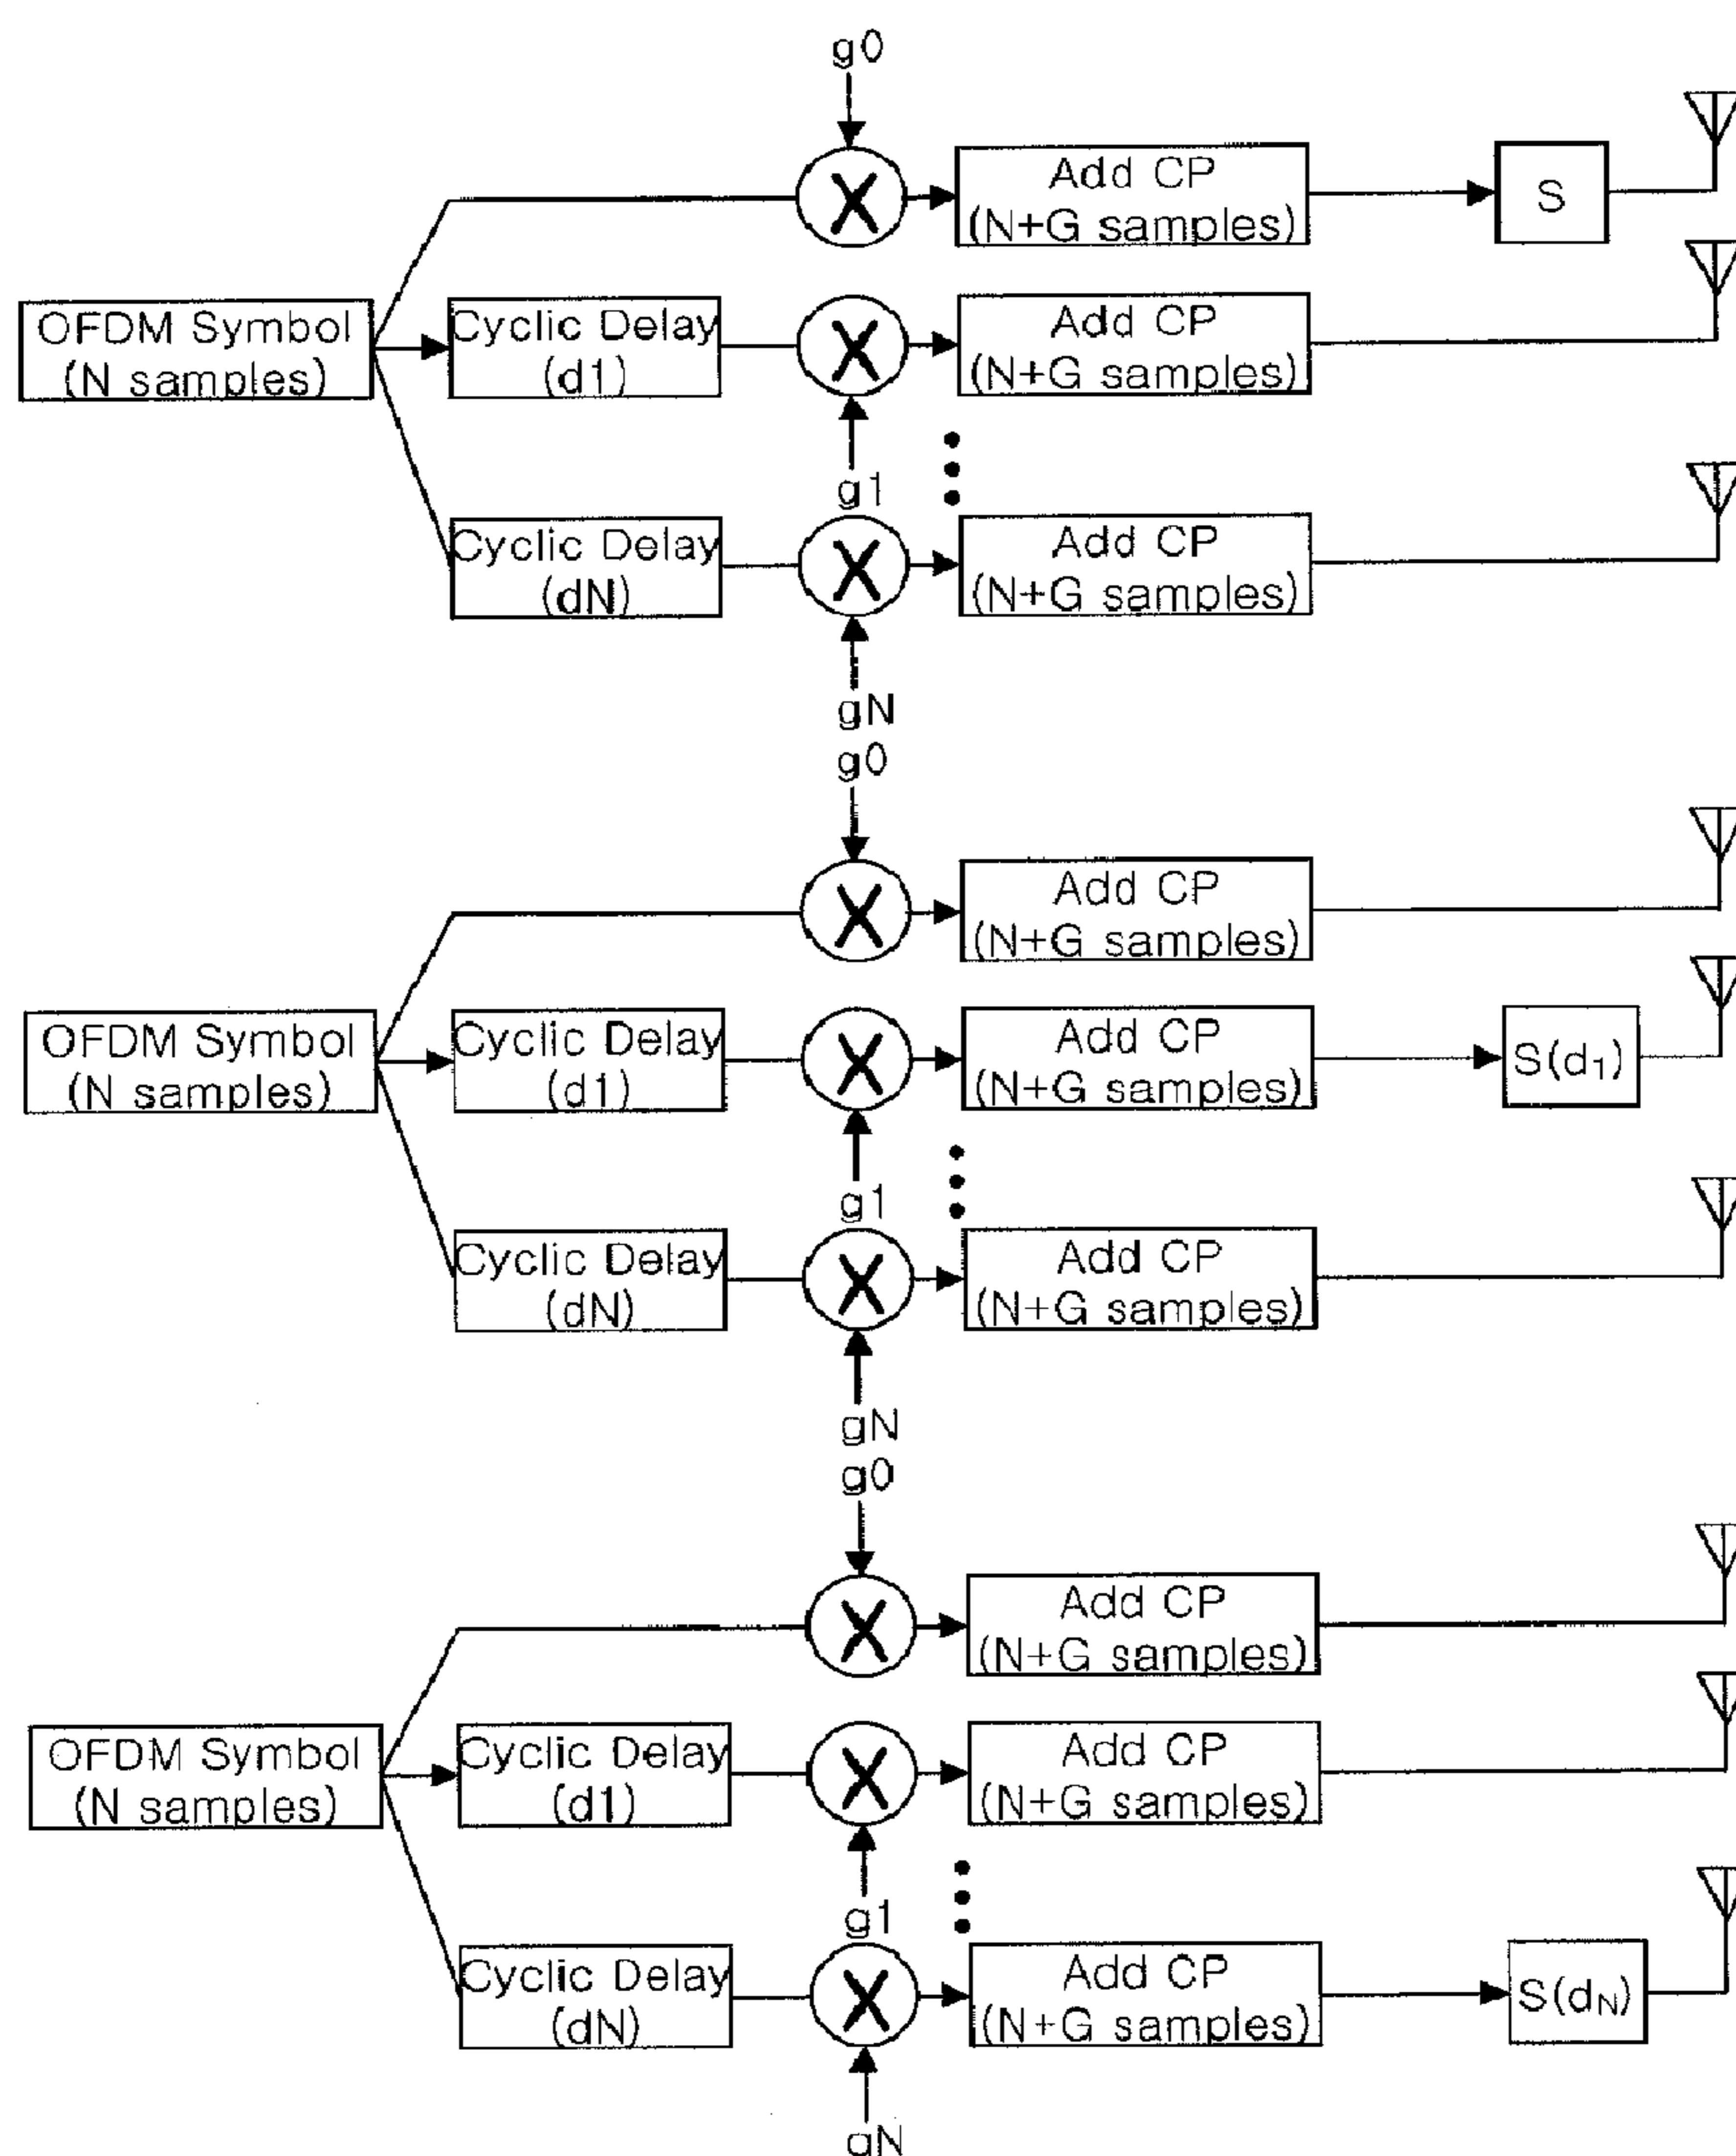 g0
X
Add CP
(N+G samples)
S
OFDM Symbol
(N samples)
Cyclic Delay
(d1)
X
Add CP
(N+G samples)
g1
Cyclic Delay
(dN)
X
Add CP
(N+G samples)
gN
g0
X
Add CP
(N+G samples)
OFDM Symbol
(N samples)
Cyclic Delay
(d1)
X
Add CP
(N+G samples)
S(d₁)
g1
Cyclic Delay
(dN)
X
Add CP
(N+G samples)
gN
g0
X
Add CP
(N+G samples)
OFDM Symbol
(N samples)
Cyclic Delay
(d1)
X
Add CP
(N+G samples)
g1
Cyclic Delay
(dN)
X
Add CP
(N+G samples)
S(dN)
gN